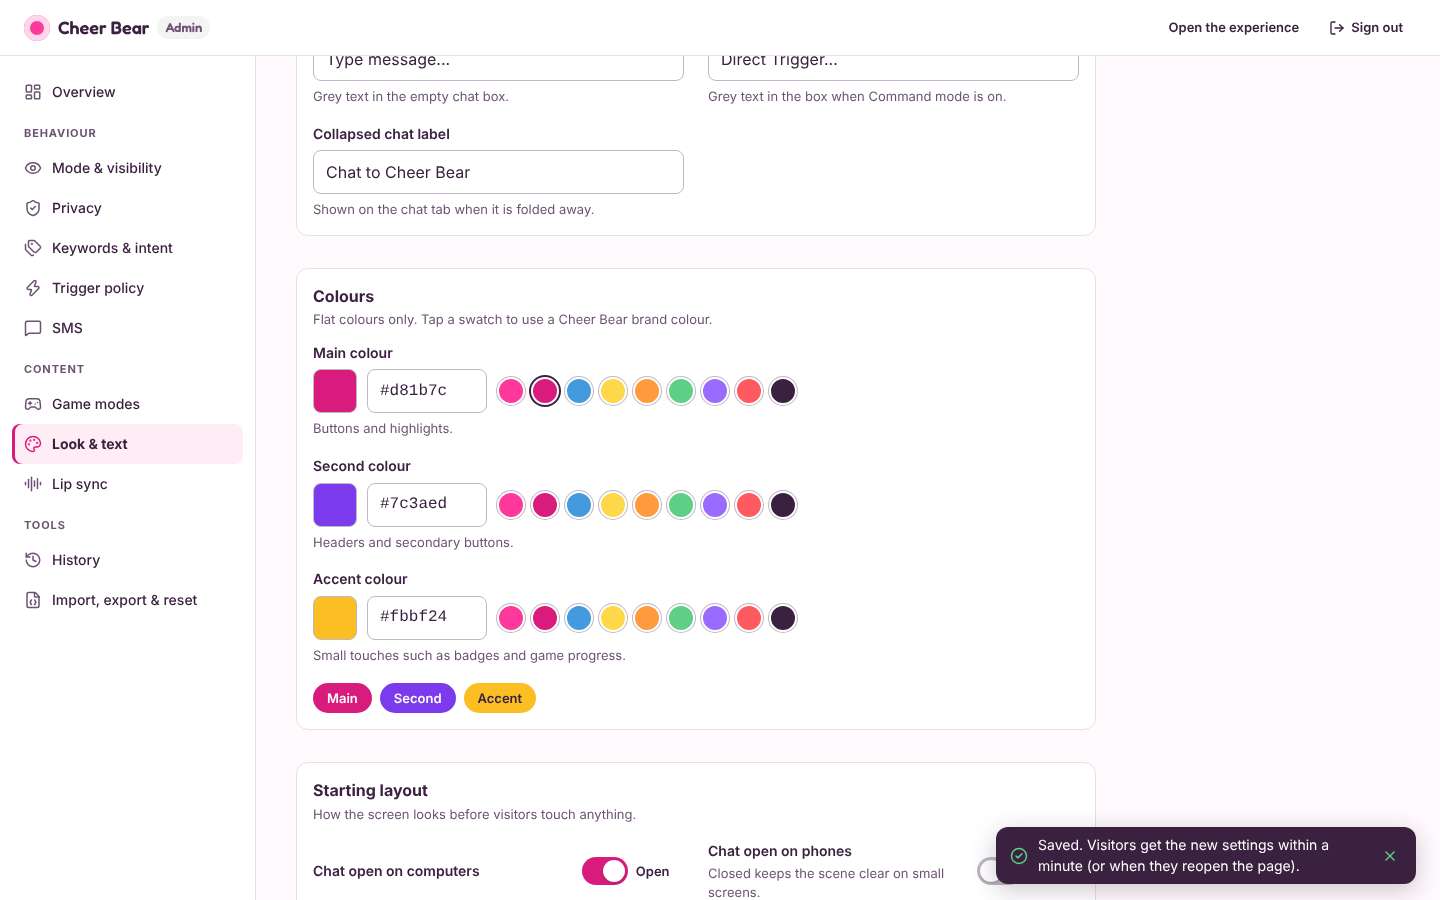 Cheer Bear Admin
Open the experience
Sign out
Overview
BEHAVIOUR
Mode & visibility
Privacy
Keywords & intent
Trigger policy
SMS
CONTENT
Game modes
Look & text
Lip sync
TOOLS
History
Import, export & reset
Type message...
Direct Trigger...
Grey text in the empty chat box.
Grey text in the box when Command mode is on.
Collapsed chat label
Chat to Cheer Bear
Shown on the chat tab when it is folded away.
Colours
Flat colours only. Tap a swatch to use a Cheer Bear brand colour.
Main colour
#d81b7c
Buttons and highlights.
Second colour
#7c3aed
Headers and secondary buttons.
Accent colour
#fbbf24
Small touches such as badges and game progress.
Main Second Accent
Starting layout
How the screen looks before visitors touch anything.
Chat open on computers
Open
Chat open on phones
Closed keeps the scene clear on small
screens.
Saved. Visitors get the new settings within a
minute (or when they reopen the page).